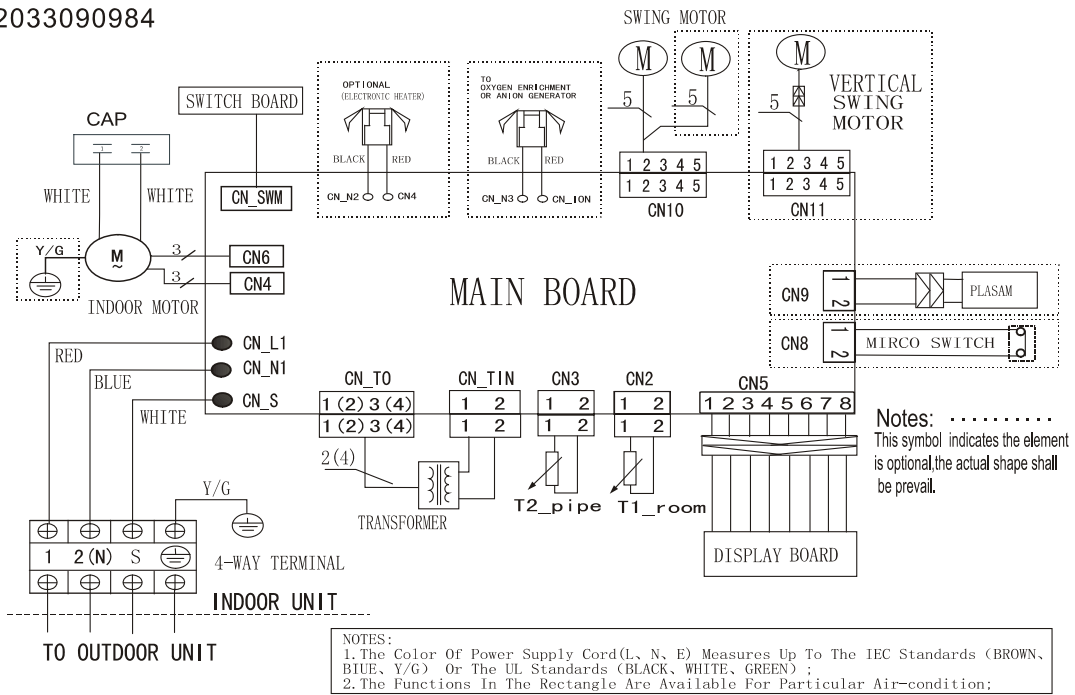 2033090984
SWING MOTOR
M
M
5
5
1 2 3 4 5
1 2 3 4 5
CN10
M
5
VERTICAL
SWING
MOTOR
1 2 3 4 5
1 2 3 4 5
CN11
OPTIONAL
(ELECTRONIC HEATER)
BLACK
RED
CN_N2
CN4
TO
OXYGEN ENRICHMENT
OR ANION GENERATOR
BLACK
RED
CN_N3
CN_ION
SWITCH BOARD
CN_SWM
CAP
1 2
WHITE
WHITE
Y/G
M
~
3
CN6
3
CN4
INDOOR MOTOR
MAIN BOARD
CN9
1
2
PLASAM
CN8
1
2
MIRCO SWITCH
RED
CN_L1
BLUE
CN_N1
WHITE
CN_S
CN_TO
1 (2) 3 (4)
1 (2) 3 (4)
2(4)
CN_TIN
1 2
1 2
TRANSFORMER
CN3
1 2
1 2
T2_pipe
CN2
1 2
1 2
T1_room
CN5
1 2 3 4 5 6 7 8
DISPLAY BOARD
Notes: ········
This symbol indicates the element
is optional,the actual shape shall
be prevail.
Y/G
1 2(N) S
4-WAY TERMINAL
INDOOR UNIT
TO OUTDOOR UNIT
NOTES:
1.The Color Of Power Supply Cord(L、N、E) Measures Up To The IEC Standards (BROWN、
BIUE、Y/G) Or The UL Standards (BLACK、WHITE、GREEN) ;
2.The Functions In The Rectangle Are Available For Particular Air-condition;